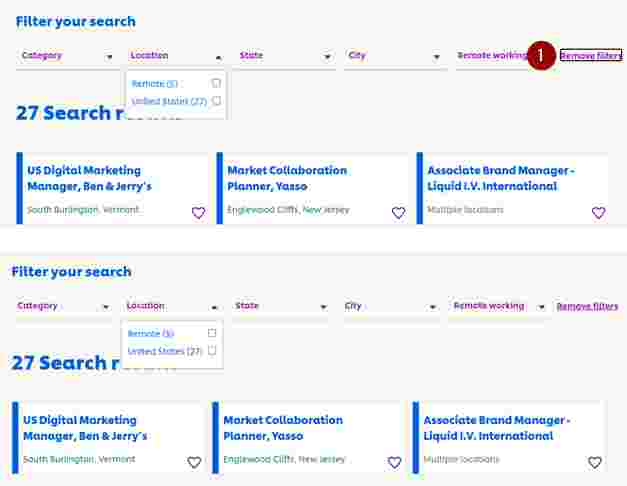 Filter your search
Category Location State City Remote working 1 Remove filters
Remote (5)
United States (27)
27 Search r
US Digital Marketing Manager, Ben & Jerry's
South Burlington, Vermont
Market Collaboration Planner, Yasso
Englewood Cliffs, New Jersey
Associate Brand Manager - Liquid I.V. International
Multiple locations
Filter your search
Category Location State City Remote working Remove filters
Remote (5)
United States (27)
27 Search r
US Digital Marketing Manager, Ben & Jerry's
South Burlington, Vermont
Market Collaboration Planner, Yasso
Englewood Cliffs, New Jersey
Associate Brand Manager - Liquid I.V. International
Multiple locations